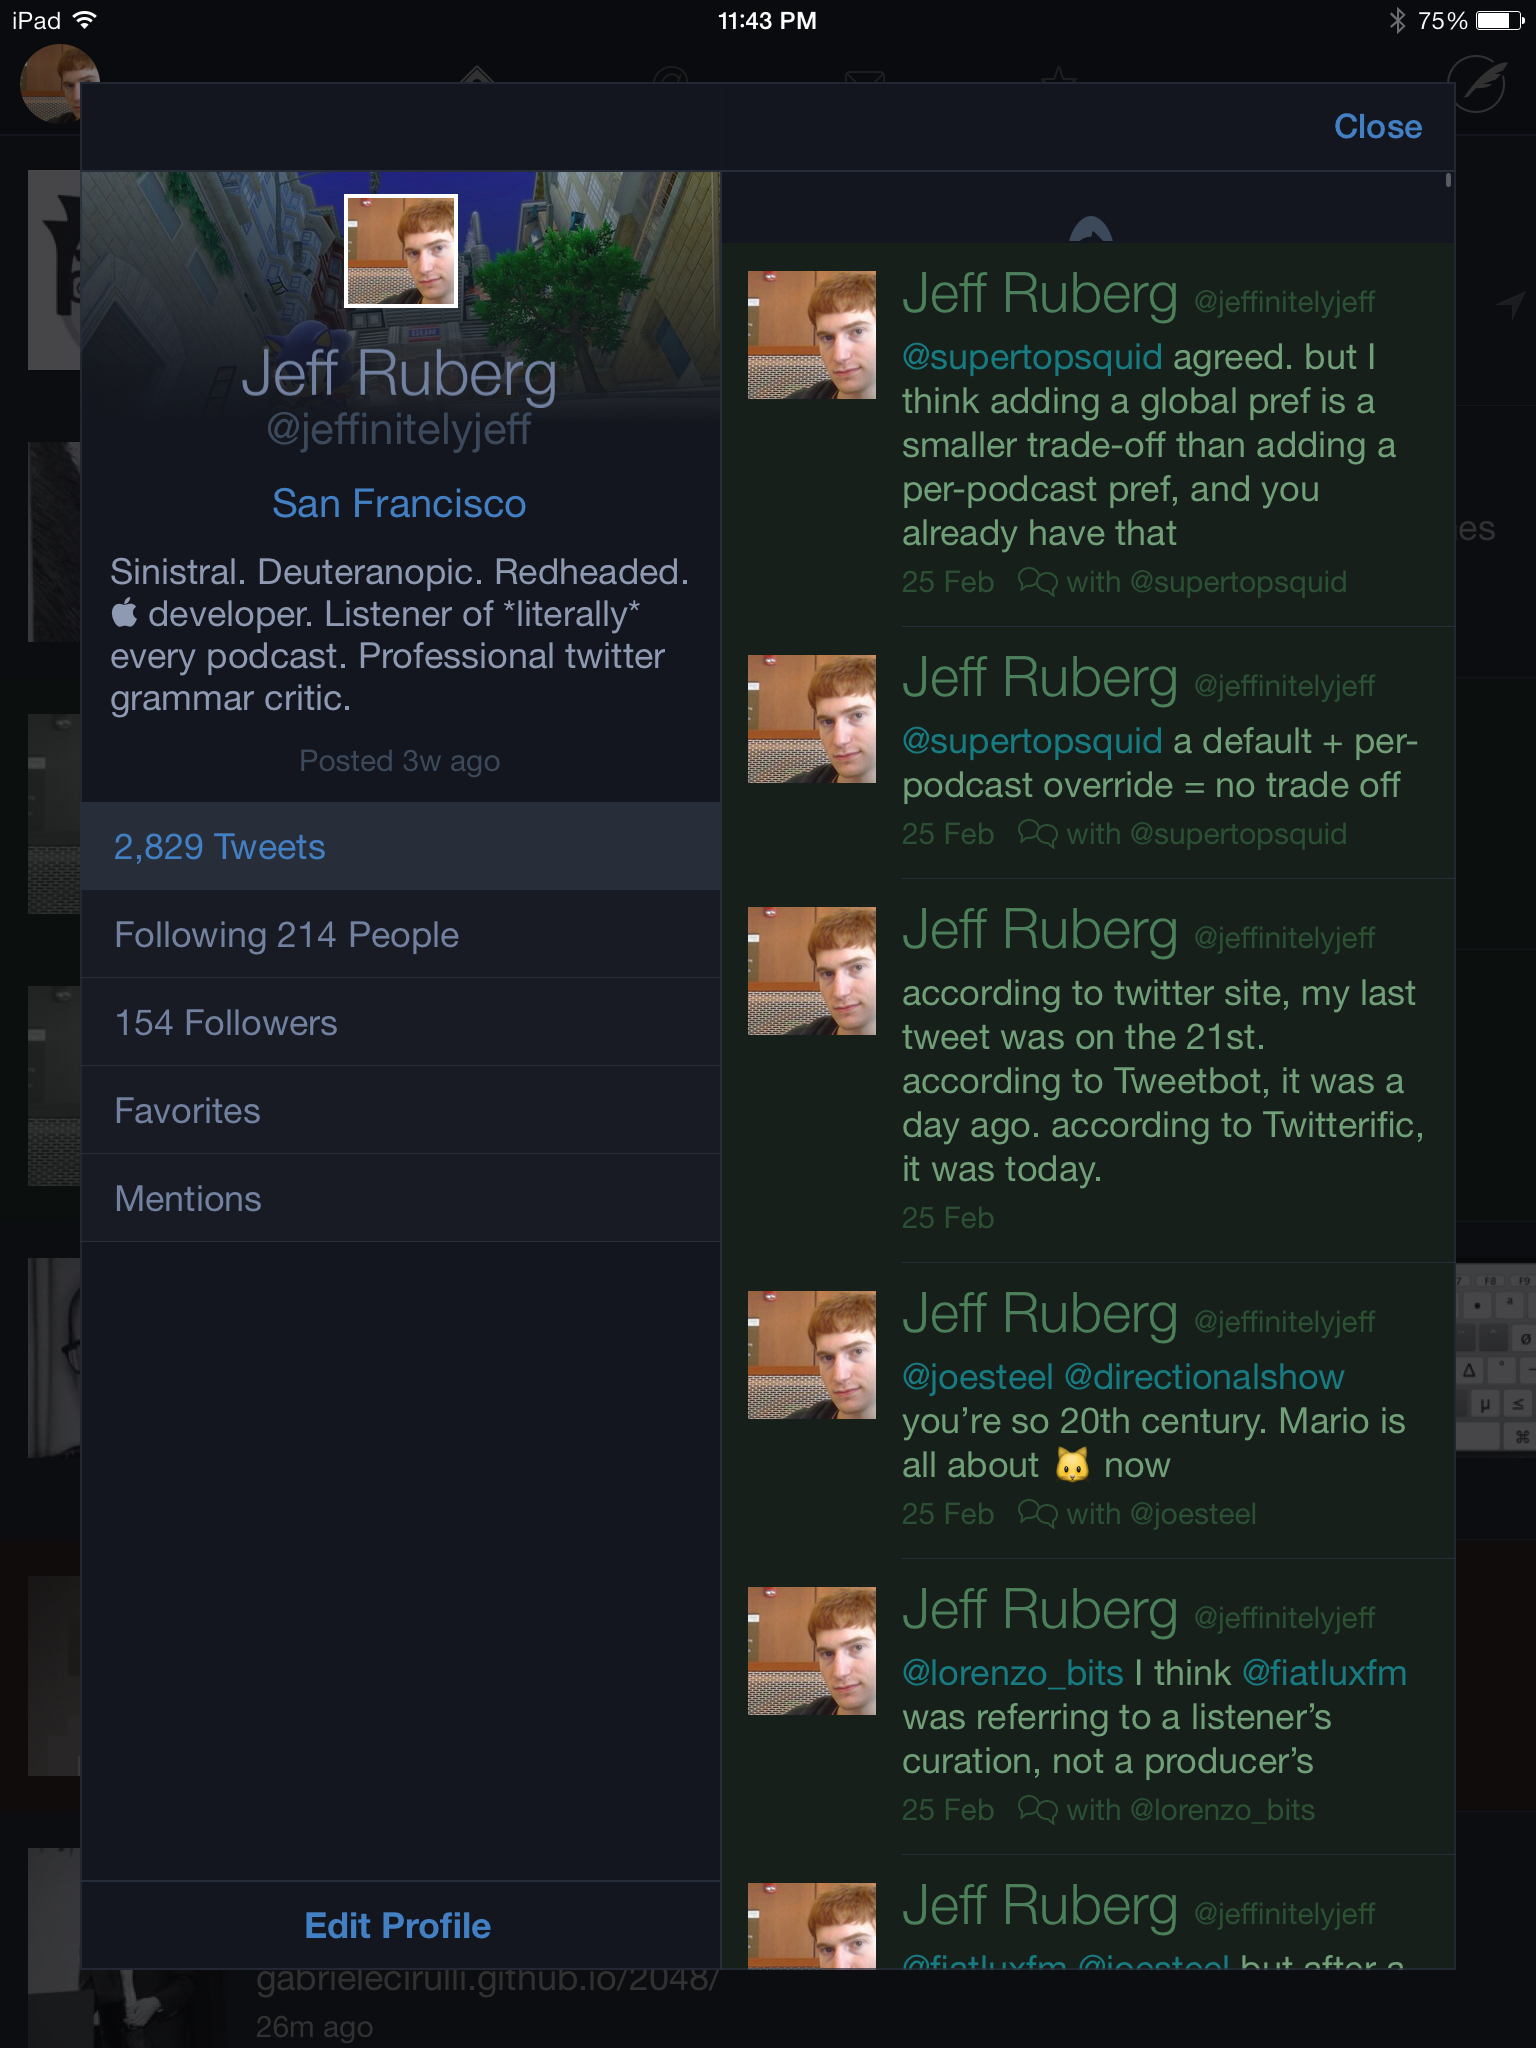 iPad 11:43 PM 75%
Close
Jeff Ruberg
@jeffinitelyjeff
San Francisco
Sinistral. Deuteranopic. Redheaded.
 developer. Listener of *literally*
every podcast. Professional twitter
grammar critic.
Posted 3w ago
2,829 Tweets
Following 214 People
154 Followers
Favorites
Mentions
Edit Profile
Jeff Ruberg @jeffinitelyjeff
@supertopsquid agreed. but I
think adding a global pref is a
smaller trade-off than adding a
per-podcast pref, and you
already have that
25 Feb with @supertopsquid
Jeff Ruberg @jeffinitelyjeff
@supertopsquid a default + per-
podcast override = no trade off
25 Feb with @supertopsquid
Jeff Ruberg @jeffinitelyjeff
according to twitter site, my last
tweet was on the 21st.
according to Tweetbot, it was a
day ago. according to Twitterific,
it was today.
25 Feb
Jeff Ruberg @jeffinitelyjeff
@joesteel @directionalshow
you’re so 20th century. Mario is
all about 🐱 now
25 Feb with @joesteel
Jeff Ruberg @jeffinitelyjeff
@lorenzo_bits I think @fiatluxfm
was referring to a listener’s
curation, not a producer’s
25 Feb with @lorenzo_bits
Jeff Ruberg @jeffinitelyjeff
@fiatluxfm @joesteel but after a
es
F8 F9
gabrielecirulli.github.io/2048/
26m ago